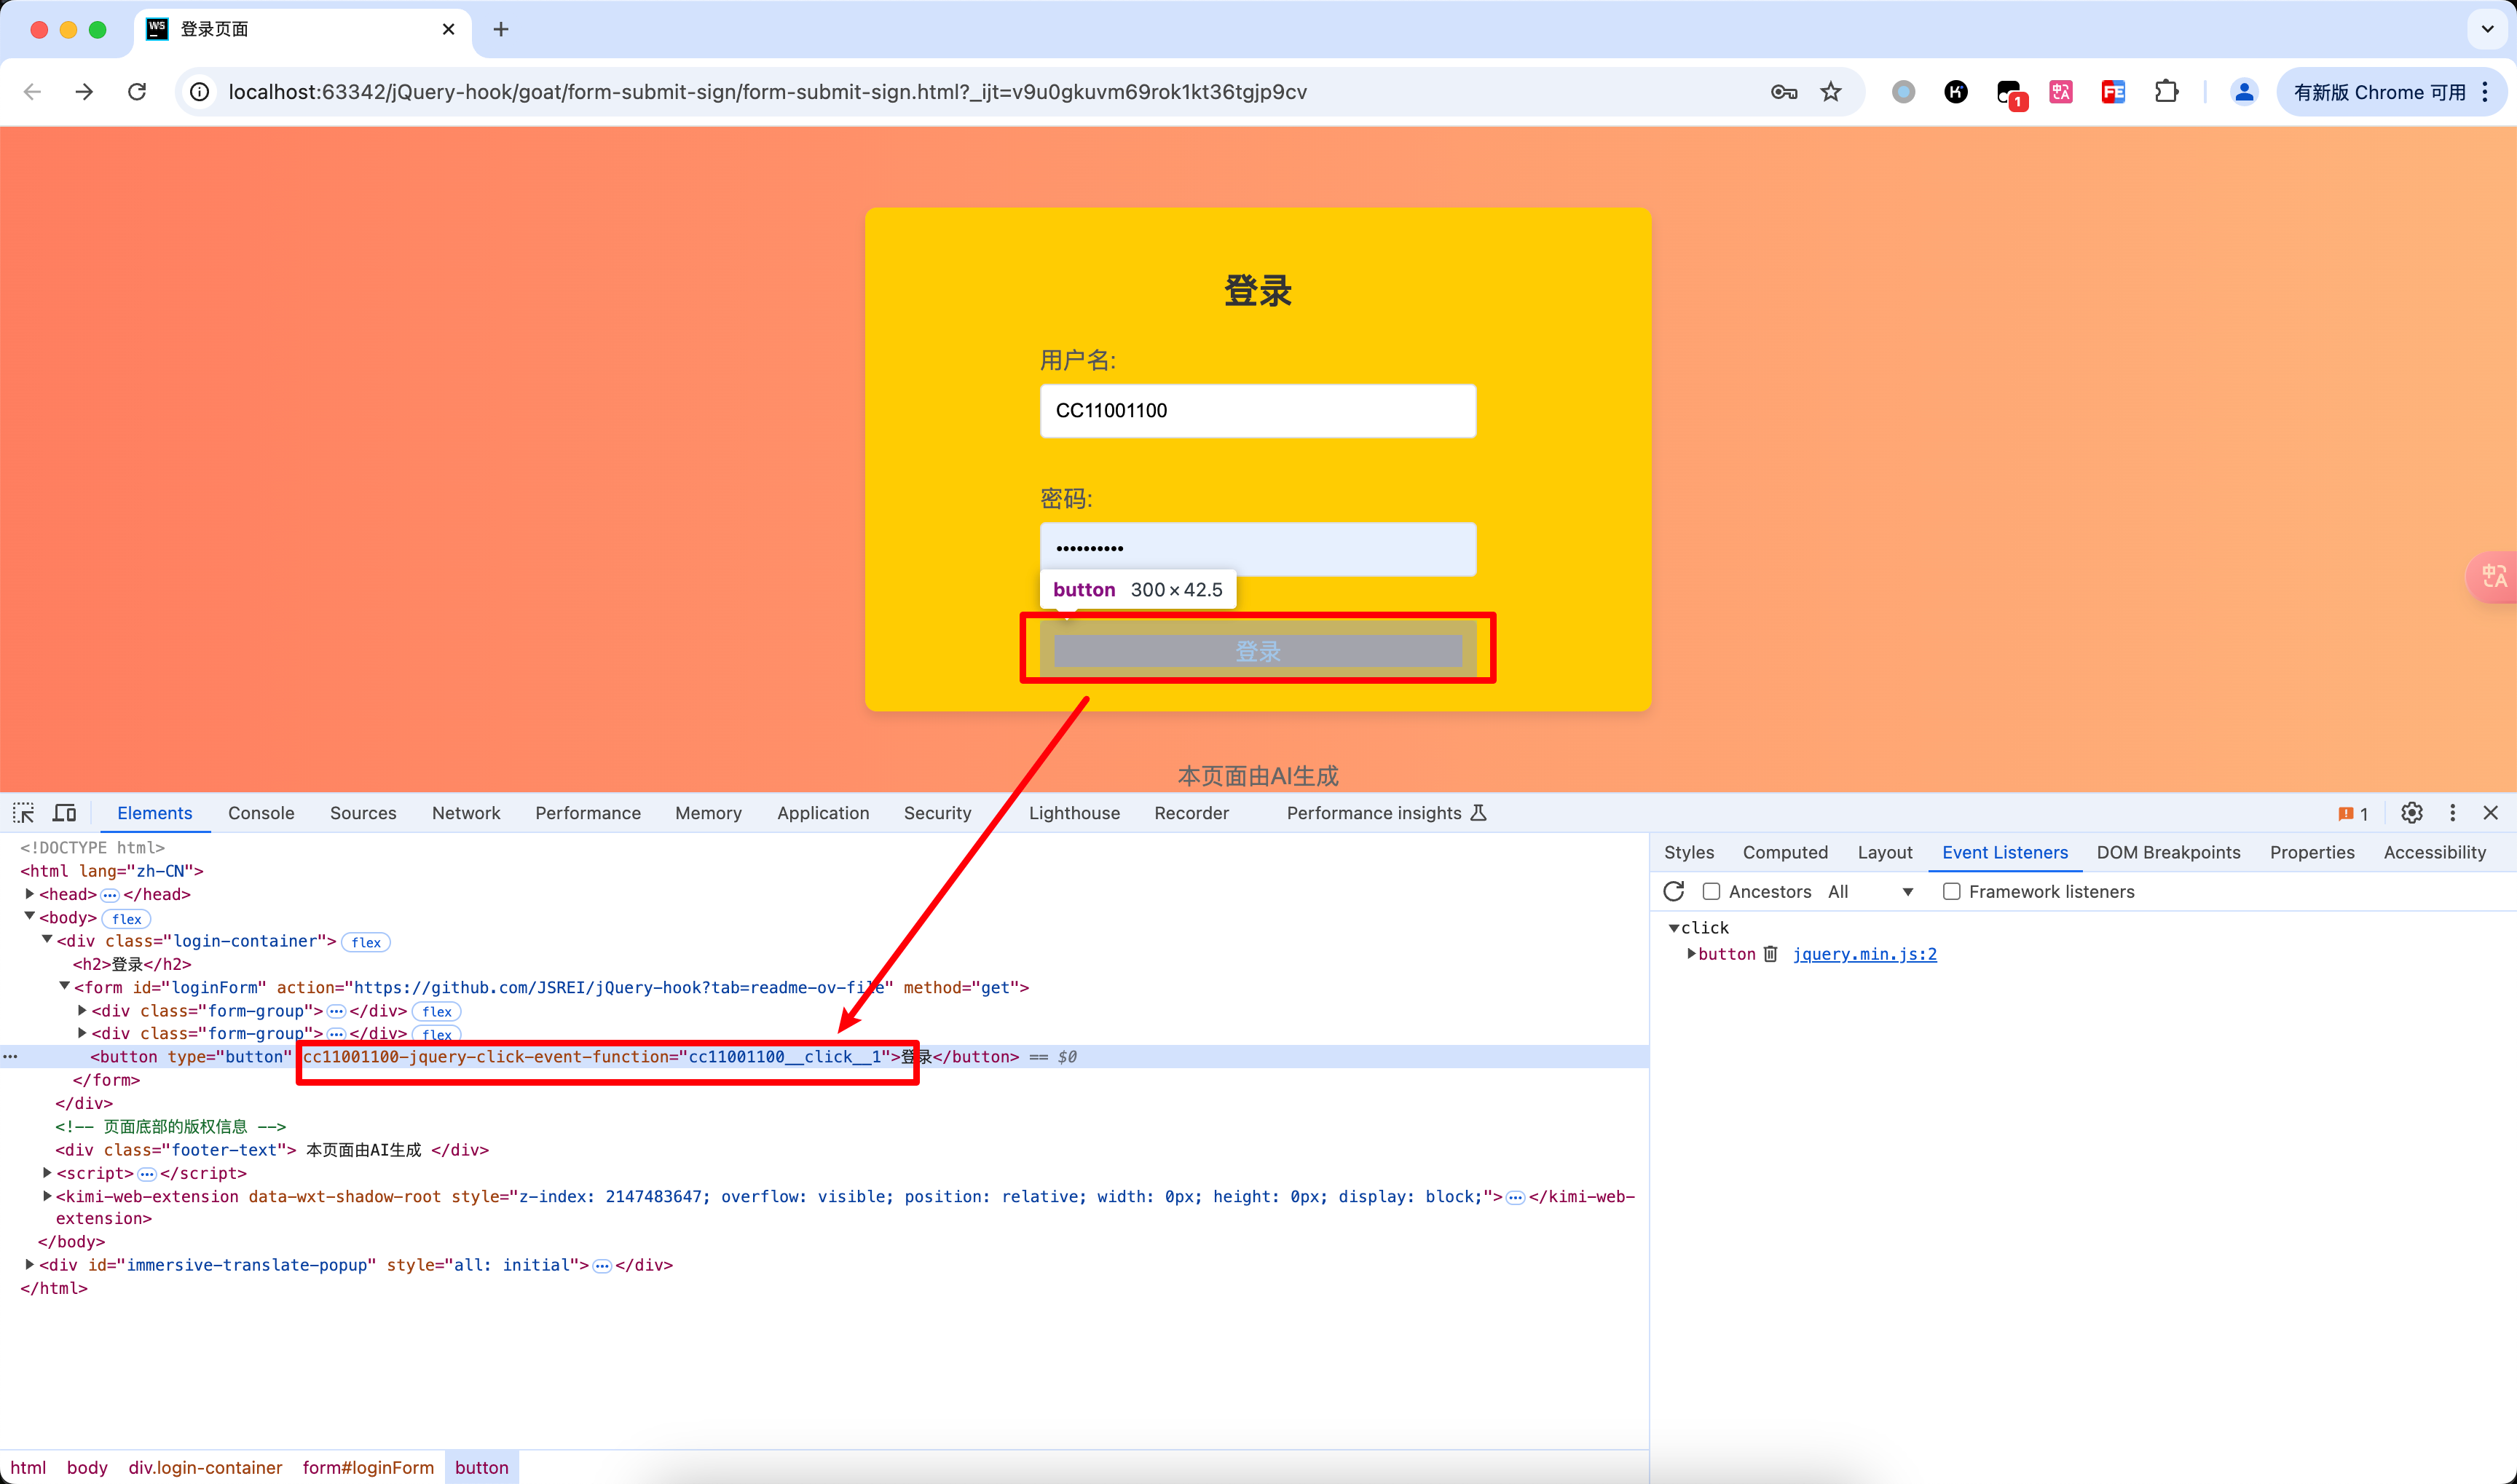 登录页面
localhost:63342/jQuery-hook/goat/form-submit-sign/form-submit-sign.html?_ijt=v9u0gkuvm69rok1kt36tgjp9cv
1
有新版 Chrome 可用
登录
用户名:
CC11001100
密码:
••••••••••
button 300×42.5
登录
本页面由AI生成
Elements Console Sources Network Performance Memory Application Security Lighthouse Recorder Performance insights 1
<!DOCTYPE html>
<html lang="zh-CN">
<head> ••• </head>
<body> flex
<div class="login-container"> flex
<h2>登录</h2>
<form id="loginForm" action="https://github.com/JSREI/jQuery-hook?tab=readme-ov-file" method="get">
<div class="form-group"> ••• </div> flex
<div class="form-group"> ••• </div> flex
<button type="button" cc11001100-jquery-click-event-function="cc11001100__click__1">登录</button> == $0
</form>
</div>
<!-- 页面底部的版权信息 -->
<div class="footer-text"> 本页面由AI生成 </div>
<script> ••• </script>
<kimi-web-extension data-wxt-shadow-root style="z-index: 2147483647; overflow: visible; position: relative; width: 0px; height: 0px; display: block;"> ••• </kimi-web-
extension>
</body>
<div id="immersive-translate-popup" style="all: initial"> ••• </div>
</html>
html body div.login-container form#loginForm button
Styles Computed Layout Event Listeners DOM Breakpoints Properties Accessibility
Ancestors All Framework listeners
click
button jquery.min.js:2